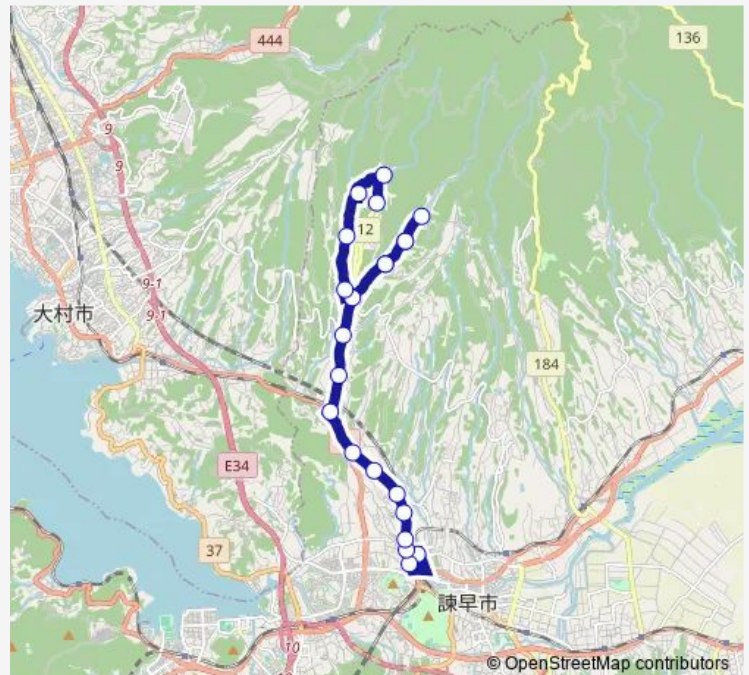 444
136
9
9
12
9-1
9-1
大村市
184
E34
37
諫早市
10
© OpenStreetMap contributors